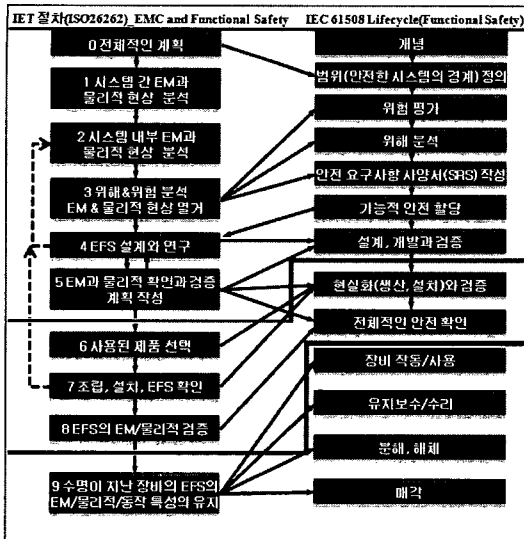 IET 절차(ISO26262)_EMC and Functional Safety
0 전체적인 계획
1 시스템 간 EM과
물리적 현상 분석
2 시스템 내부 EM과
물리적 현상 분석
3 위해&위험 분석
EM & 물리적 현상 열거
4 EFS 설계와 연구
5 EM과 물리적 확인과 검증
계획 작성
6 사용된 제품 선택
7 조립, 설치, EFS 확인
8 EFS의 EM/물리적 검증
9 수명이 지난 장비의 EFS의
EM/물리적/동작 특성의 유지
IEC 61508 Lifecycle(Functional Safety)
개념
범위(안전한 시스템의 경계) 정의
위험 평가
위해 분석
안전 요구사항 사양서(SRS) 작성
가능적 안전 할당
설계, 개발과 검증
현실화(생산, 설치)와 검증
전체적인 안전 확인
장비 작동/사용
유지보수/수리
분해, 해체
매각